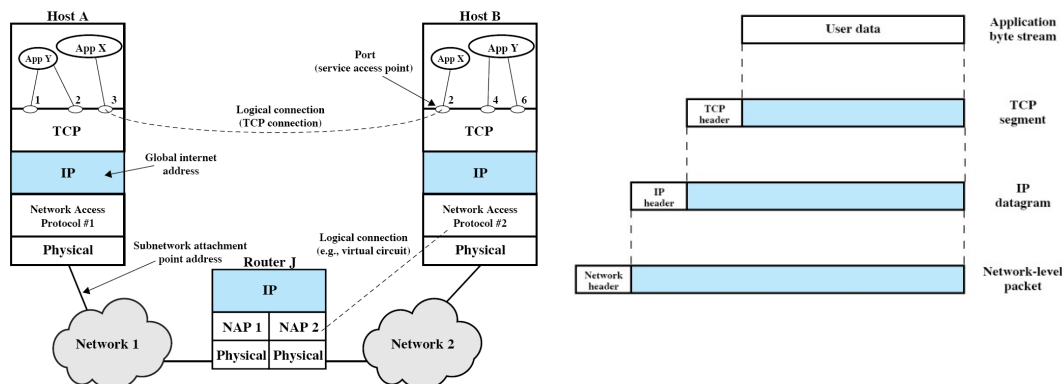 Host A
App Y
App X
1
2
3
TCP
IP
Network Access
Protocol #1
Physical
Logical connection
(TCP connection)
Global internet
address
Subnetwork attachment
point address
Port
(service access point)
Host B
App X
App Y
2
4
6
TCP
IP
Network Access
Protocol #2
Physical
Logical connection
(e.g., virtual circuit)
Router J
IP
NAP 1
NAP 2
Physical
Physical
Network 1
Network 2
User data
Application
byte stream
TCP
header
TCP
segment
IP
header
IP
datagram
Network
header
Network-level
packet